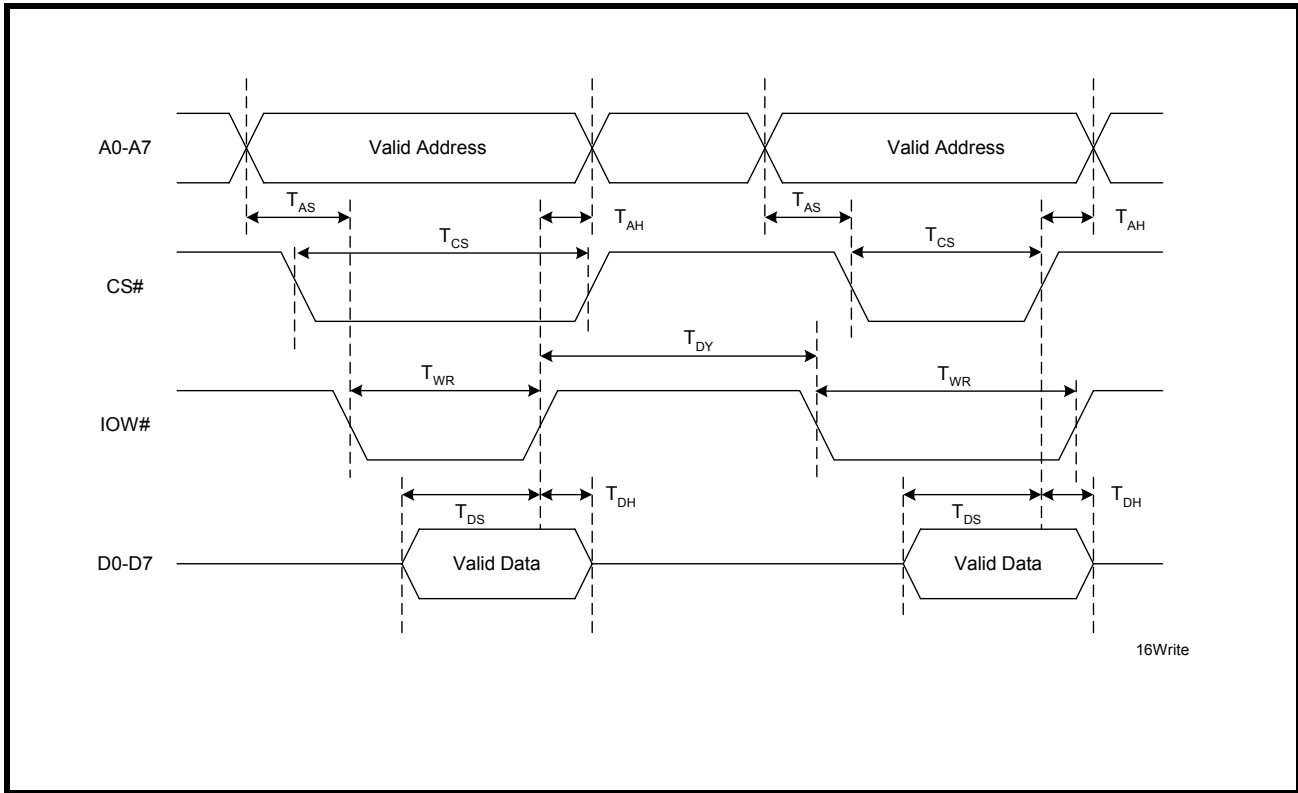 A0-A7 Valid Address Valid Address
TAS TAH TAS TAH
TCS TCS
CS#
TDY
TWR TWR
IOW#
TDH TDH
TDS TDS
D0-D7 Valid Data Valid Data
16Write